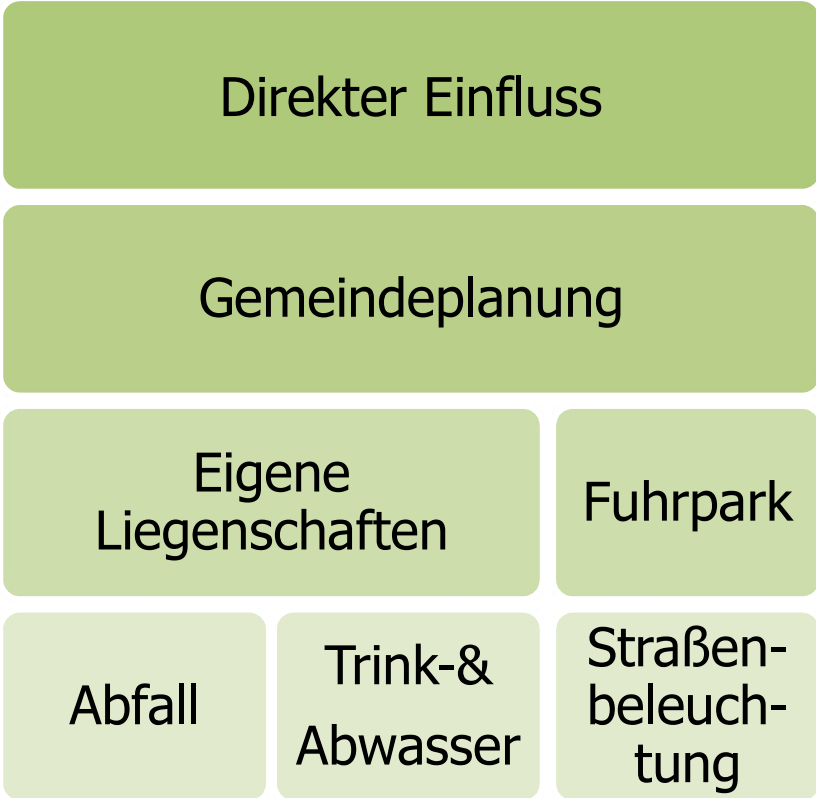 Direkter Einfluss
Gemeindeplanung
Eigene
Liegenschaften
Fuhrpark
Abfall
Trink-&
Abwasser
Straßen-
beleuch-
tung